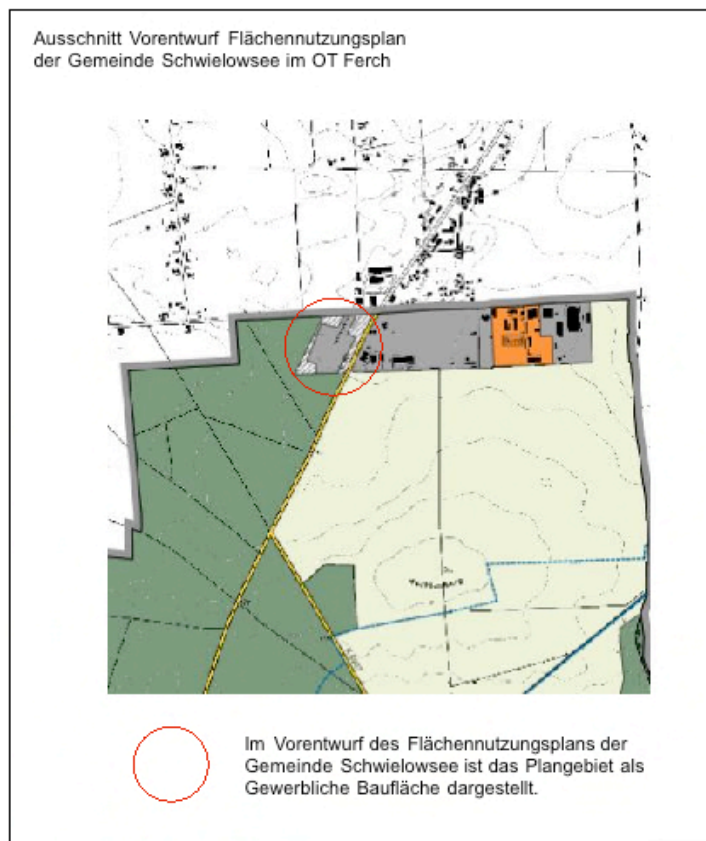 Ausschnitt Vorentwurf Flächennutzungsplan
der Gemeinde Schwielowsee im OT Ferch
Im Vorentwurf des Flächennutzungsplans der
Gemeinde Schwielowsee ist das Plangebiet als
Gewerbliche Baufläche dargestellt.